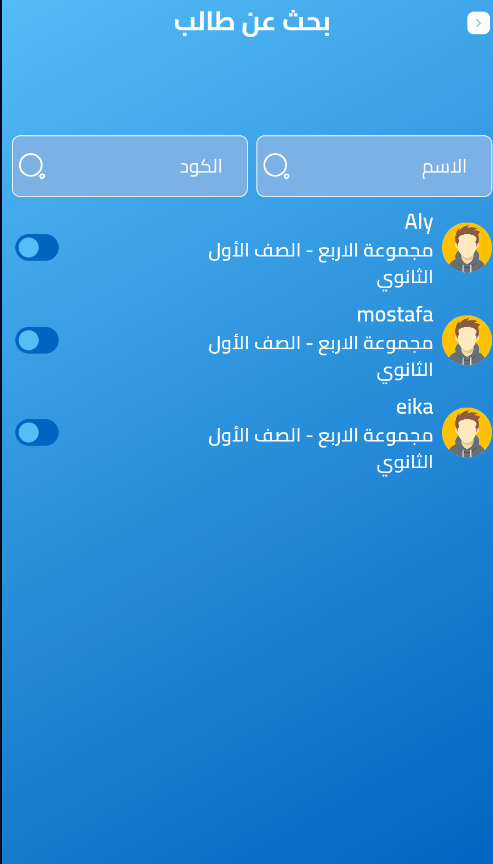 بحث عن طالب
الاسم
الكود
Aly
مجموعة الاربع - الصف الأول
الثانوي
mostafa
مجموعة الاربع - الصف الأول
الثانوي
eika
مجموعة الاربع - الصف الأول
الثانوي